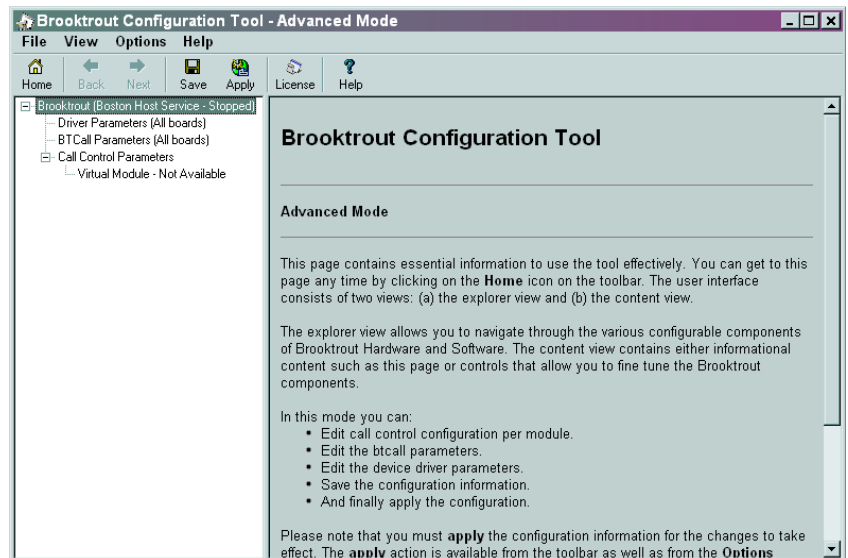 Brooktrout Configuration Tool - Advanced Mode
File View Options Help
Home Back Next Save Apply License Help
Brooktrout (Boston Host Service - Stopped)
Driver Parameters (All boards)
BTCall Parameters (All boards)
Call Control Parameters
Virtual Module - Not Available
Brooktrout Configuration Tool
Advanced Mode
This page contains essential information to use the tool effectively. You can get to this
page any time by clicking on the Home icon on the toolbar. The user interface
consists of two views: (a) the explorer view and (b) the content view.
The explorer view allows you to navigate through the various configurable components
of Brooktrout Hardware and Software. The content view contains either informational
content such as this page or controls that allow you to fine tune the Brooktrout
components.
In this mode you can:
• Edit call control configuration per module.
• Edit the btcall parameters.
• Edit the device driver parameters.
• Save the configuration information.
• And finally apply the configuration.
Please note that you must apply the configuration information for the changes to take
effect. The apply action is available from the toolbar as well as from the Options